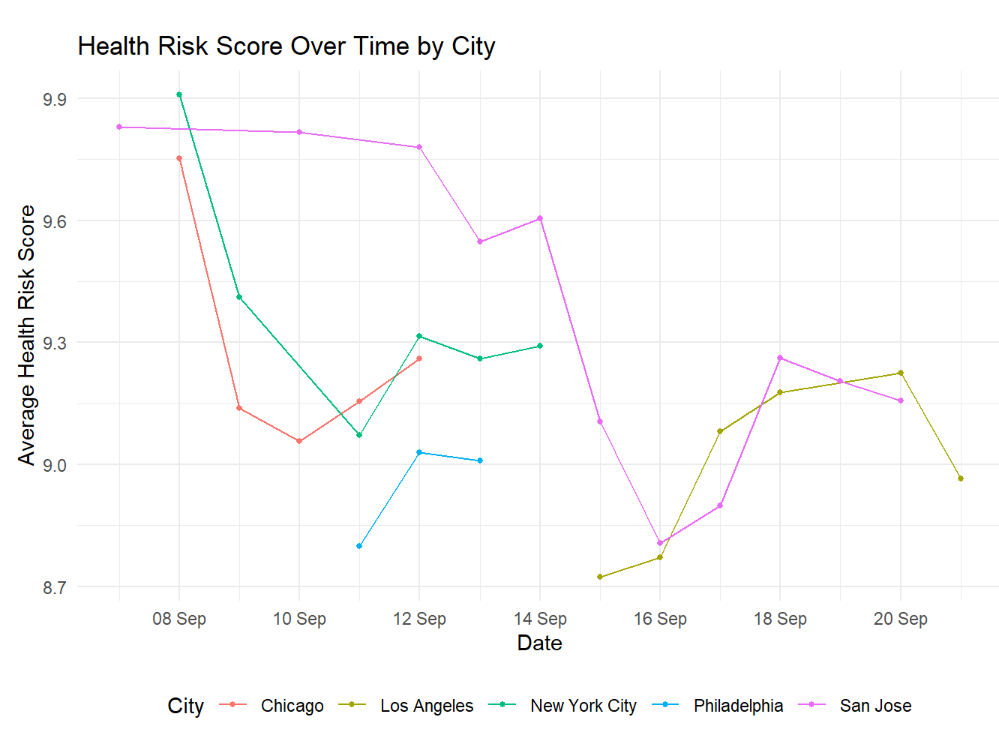 Health Risk Score Over Time by City
Average Health Risk Score
9.9
9.6
9.3
9.0
8.7
08 Sep 10 Sep 12 Sep 14 Sep 16 Sep 18 Sep 20 Sep
Date
City Chicago Los Angeles New York City Philadelphia San Jose